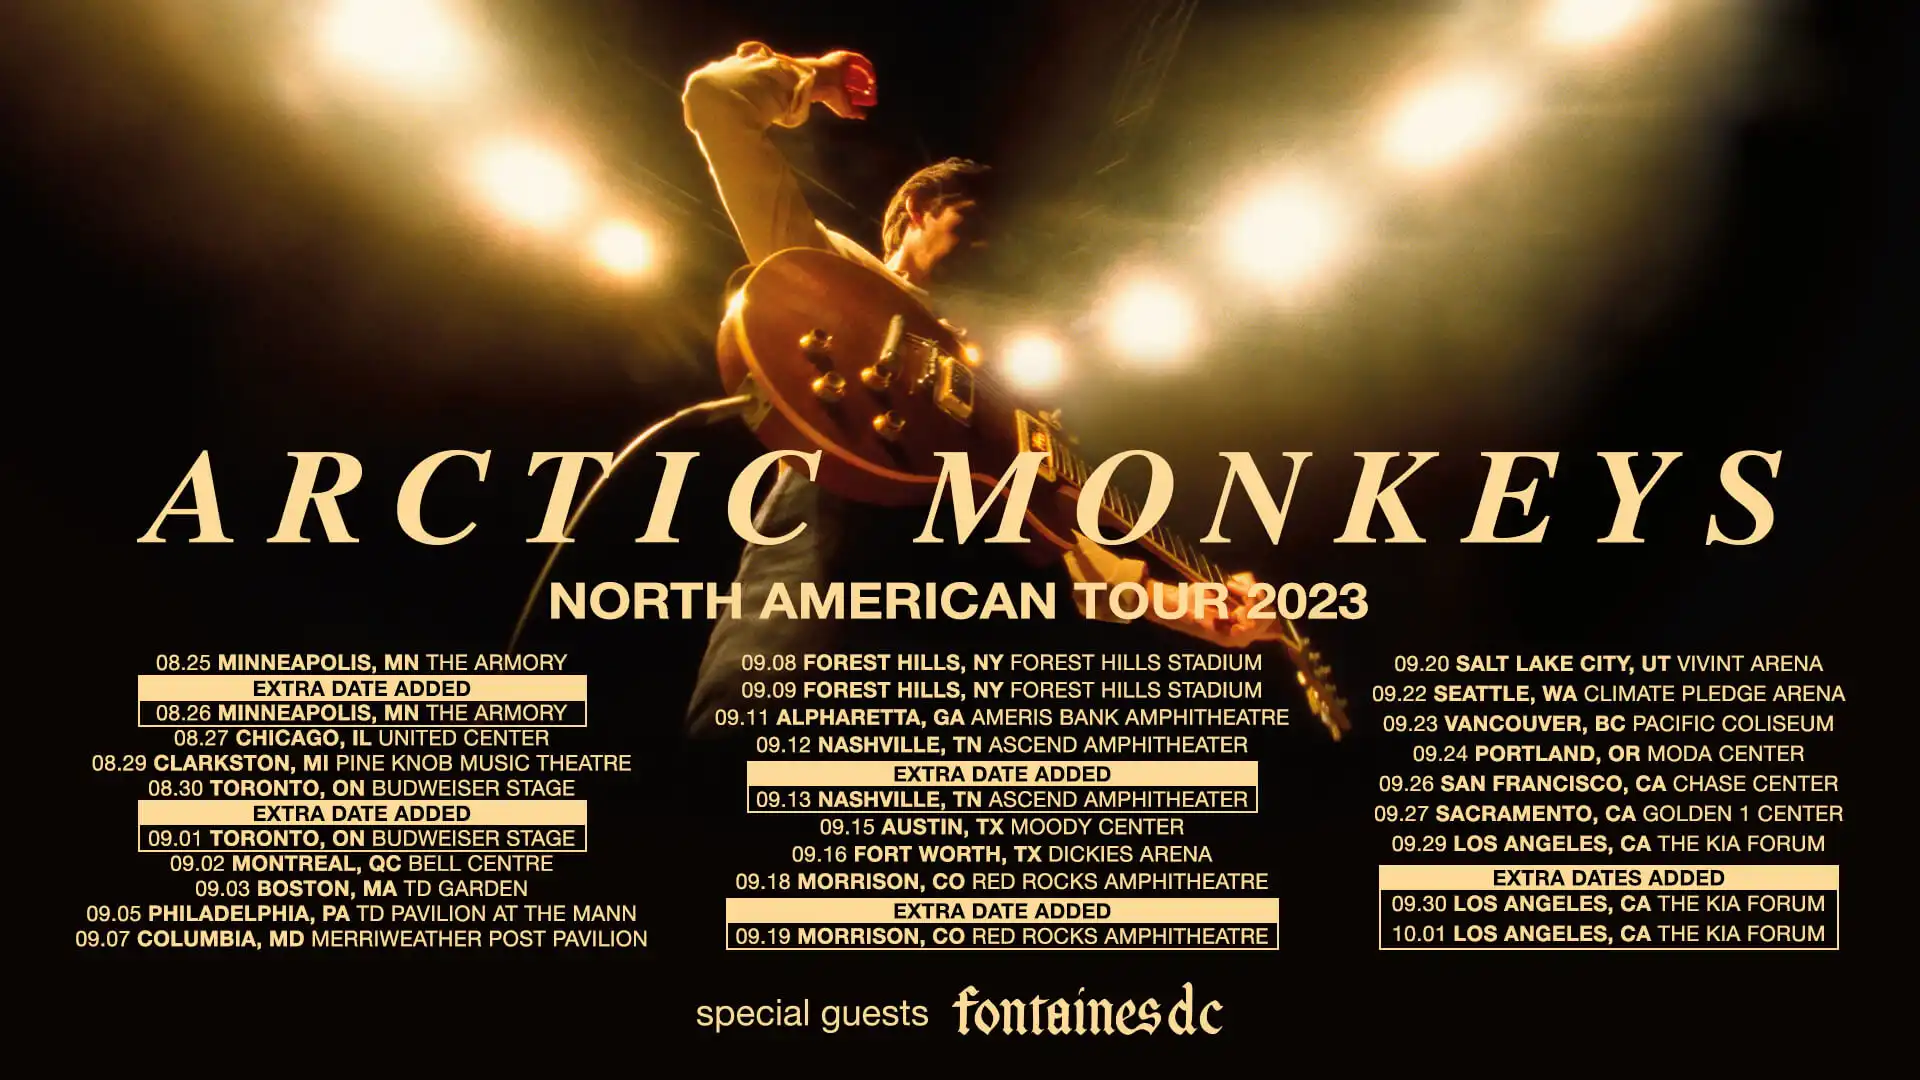 ARCTIC MONKEYS
NORTH AMERICAN TOUR 2023
08.25 MINNEAPOLIS, MN THE ARMORY
EXTRA DATE ADDED
08.26 MINNEAPOLIS, MN THE ARMORY
08.27 CHICAGO, IL UNITED CENTER
08.29 CLARKSTON, MI PINE KNOB MUSIC THEATRE
08.30 TORONTO, ON BUDWEISER STAGE
EXTRA DATE ADDED
09.01 TORONTO, ON BUDWEISER STAGE
09.02 MONTREAL, QC BELL CENTRE
09.03 BOSTON, MA TD GARDEN
09.05 PHILADELPHIA, PA TD PAVILION AT THE MANN
09.07 COLUMBIA, MD MERRIWEATHER POST PAVILION
09.08 FOREST HILLS, NY FOREST HILLS STADIUM
09.09 FOREST HILLS, NY FOREST HILLS STADIUM
09.11 ALPHARETTA, GA AMERIS BANK AMPHITHEATRE
09.12 NASHVILLE, TN ASCEND AMPHITHEATER
EXTRA DATE ADDED
09.13 NASHVILLE, TN ASCEND AMPHITHEATER
09.15 AUSTIN, TX MOODY CENTER
09.16 FORT WORTH, TX DICKIES ARENA
09.18 MORRISON, CO RED ROCKS AMPHITHEATRE
EXTRA DATE ADDED
09.19 MORRISON, CO RED ROCKS AMPHITHEATRE
09.20 SALT LAKE CITY, UT VIVINT ARENA
09.22 SEATTLE, WA CLIMATE PLEDGE ARENA
09.23 VANCOUVER, BC PACIFIC COLISEUM
09.24 PORTLAND, OR MODA CENTER
09.26 SAN FRANCISCO, CA CHASE CENTER
09.27 SACRAMENTO, CA GOLDEN 1 CENTER
09.29 LOS ANGELES, CA THE KIA FORUM
EXTRA DATES ADDED
09.30 LOS ANGELES, CA THE KIA FORUM
10.01 LOS ANGELES, CA THE KIA FORUM
special guests fontaines dc